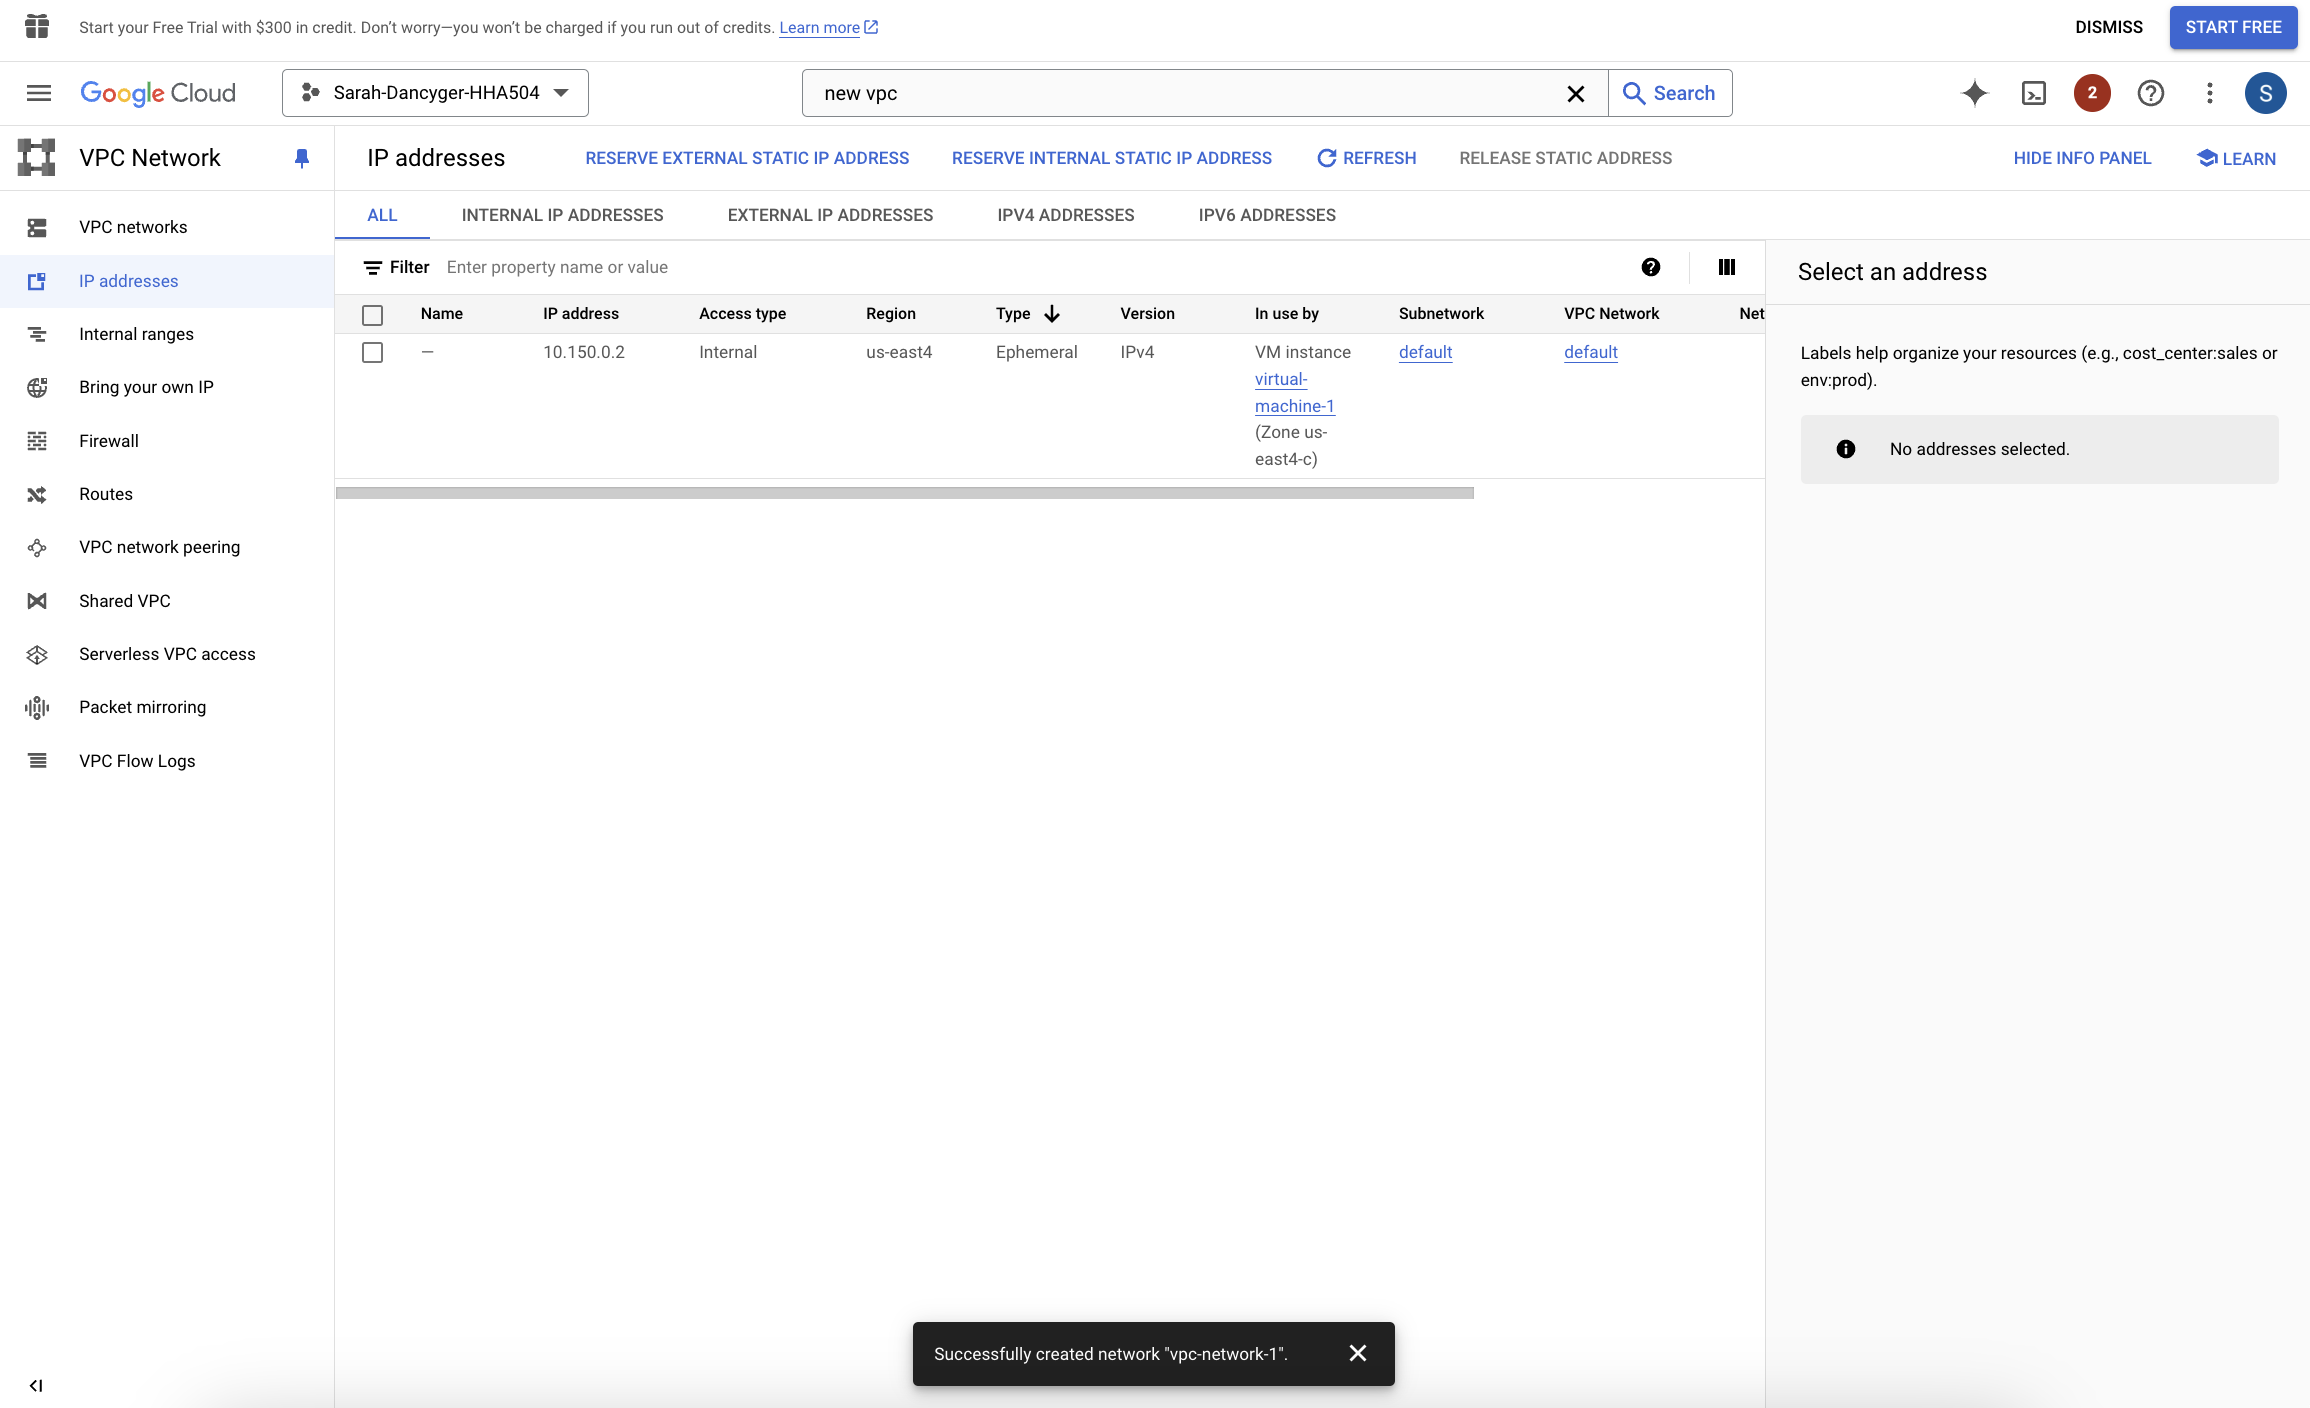 Start your Free Trial with $300 in credit. Don't worry—you won't be charged if you run out of credits. Learn more
DISMISS
START FREE
Google Cloud
Sarah-Dancyger-HHA504
new vpc
Search
2
S
VPC Network
IP addresses
RESERVE EXTERNAL STATIC IP ADDRESS
RESERVE INTERNAL STATIC IP ADDRESS
REFRESH
RELEASE STATIC ADDRESS
HIDE INFO PANEL
LEARN
VPC networks
IP addresses
Internal ranges
Bring your own IP
Firewall
Routes
VPC network peering
Shared VPC
Serverless VPC access
Packet mirroring
VPC Flow Logs
ALL
INTERNAL IP ADDRESSES
EXTERNAL IP ADDRESSES
IPV4 ADDRESSES
IPV6 ADDRESSES
Filter Enter property name or value
Name IP address Access type Region Type Version In use by Subnetwork VPC Network Net
— 10.150.0.2 Internal us-east4 Ephemeral IPv4 VM instance default default
virtual-
machine-1
(Zone us-
east4-c)
Select an address
Labels help organize your resources (e.g., cost_center:sales or
env:prod).
No addresses selected.
Successfully created network "vpc-network-1".